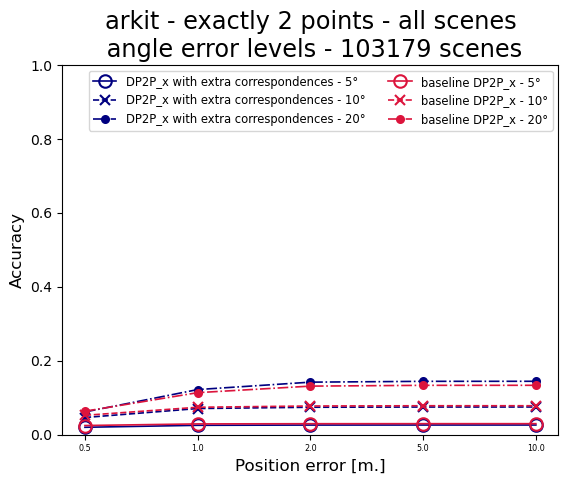 arkit - exactly 2 points - all scenes
angle error levels - 103179 scenes
DP2P_x with extra correspondences - 5°
DP2P_x with extra correspondences - 10°
DP2P_x with extra correspondences - 20°
baseline DP2P_x - 5°
baseline DP2P_x - 10°
baseline DP2P_x - 20°
1.0
0.8
0.6
0.4
0.2
0.0
Accuracy
0.5 1.0 2.0 5.0 10.0
Position error [m.]